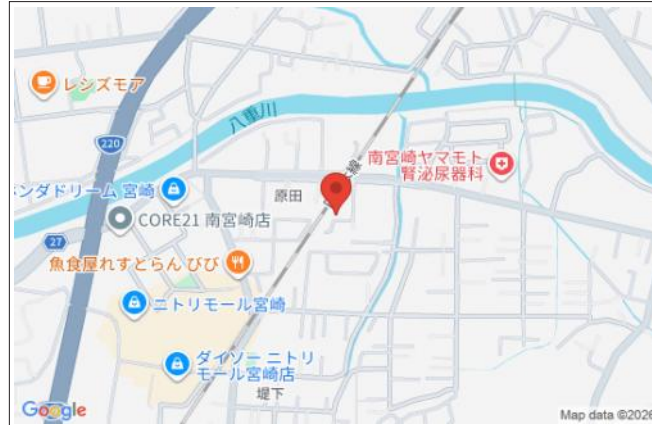 レシズモア
220
八重川
南宮崎ヤマモト
腎泌尿器科
ンダドリーム 宮崎
原田
CORE21 南宮崎店
27
魚食屋れすとらん びび
ニトリモール宮崎
ダイソー ニトリ
モール宮崎店
堤下
Google
Map data ©2026